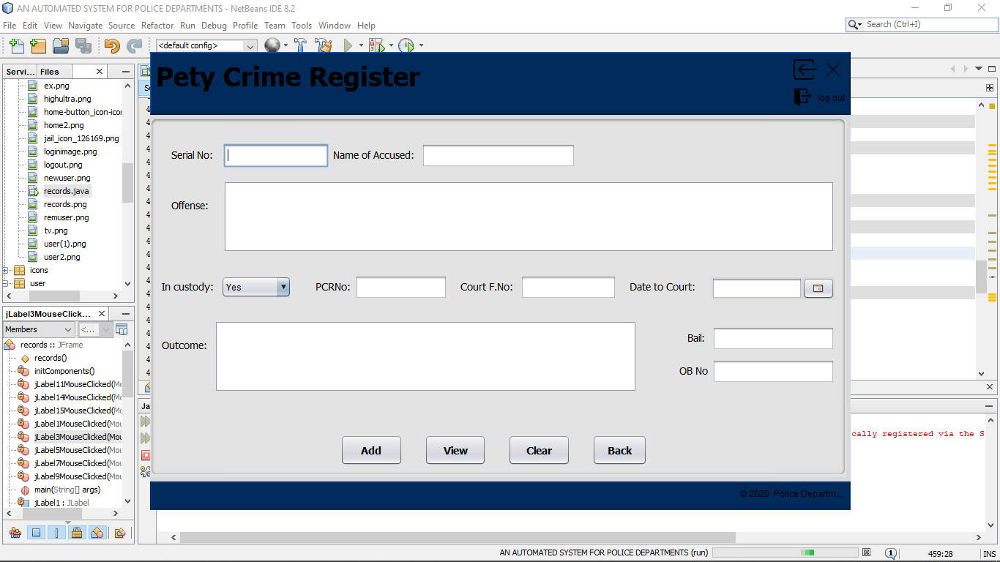 AN AUTOMATED SYSTEM FOR POLICE DEPARTMENTS - NetBeans IDE 8.2
File Edit View Navigate Source Refactor Run Debug Profile Team Tools Window Help
Search (Ctrl+I)
<default config>
Servi... Files
ex.png
highultra.png
home-button_icon-icon
home2.png
jail_icon_126169.png
loginimage.png
logout.png
newuser.png
records.java
records.png
remuser.png
tv.png
user(1).png
user2.png
icons
user
jLabel3MouseClick...
Members <...
records :: JFrame
records()
initComponents()
jLabel11MouseClicked(Mo
jLabel14MouseClicked(Mo
jLabel15MouseClicked(Mo
jLabel1MouseClicked(Mou
jLabel3MouseClicked(Mou
jLabel5MouseClicked(Mou
jLabel7MouseClicked(Mou
jLabel9MouseClicked(Mou
main(String[] args)
jLabel1 : JLabel
Pety Crime Register
log out
Serial No: Name of Accused:
Offense:
In custody: Yes PCRNo: Court F.No: Date to Court:
Outcome:
Bail:
OB No
Add View Clear Back
© 2020 Police Departm...
Ja
cally registered via the S
AN AUTOMATED SYSTEM FOR POLICE DEPARTMENTS (run) 1 459:28 INS